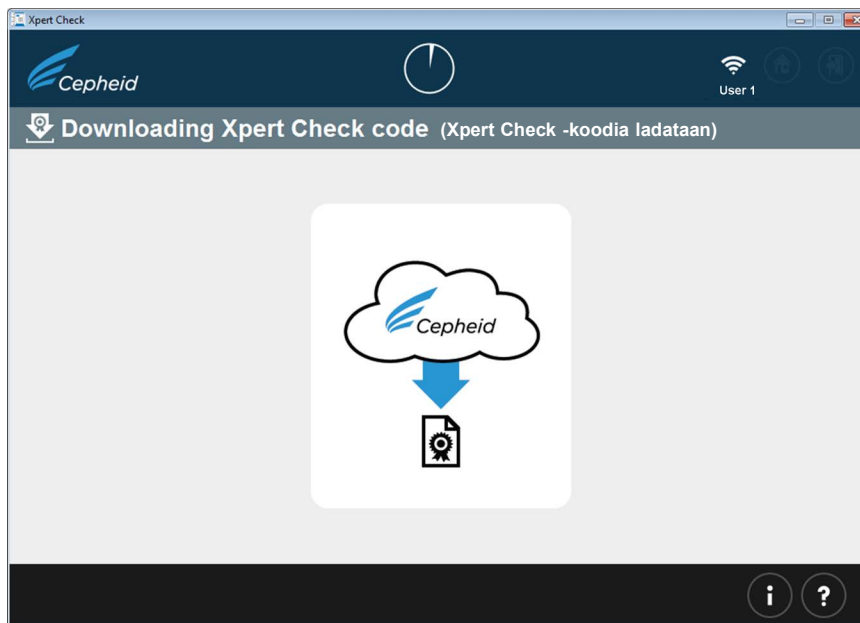 Xpert Check
Cepheid
User 1
Downloading Xpert Check code (Xpert Check -koodia ladataan)
Cepheid
i ?